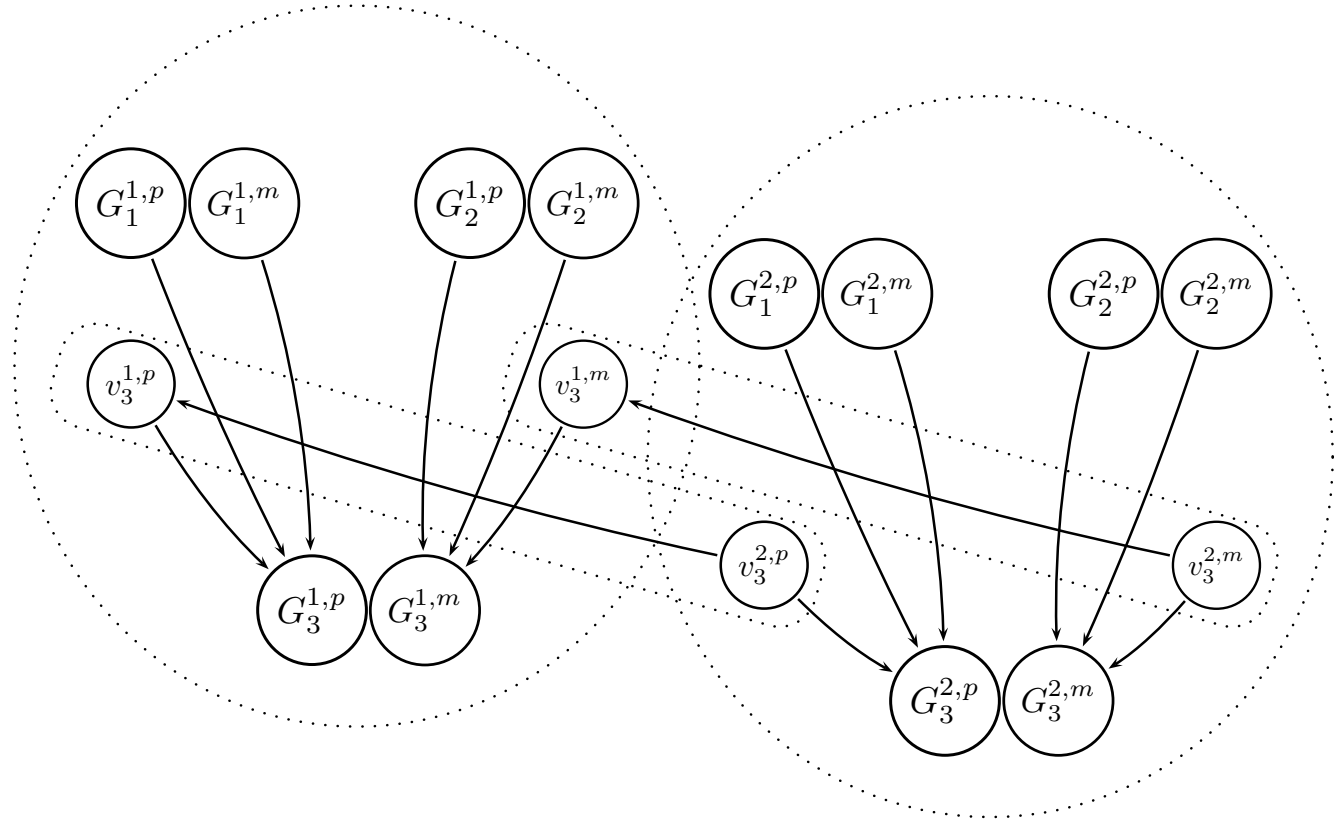 G_1^{1,p} G_1^{1,m} G_2^{1,p} G_2^{1,m}
G_1^{2,p} G_1^{2,m} G_2^{2,p} G_2^{2,m}
v_3^{1,p} v_3^{1,m}
v_3^{2,p} v_3^{2,m}
G_3^{1,p} G_3^{1,m}
G_3^{2,p} G_3^{2,m}